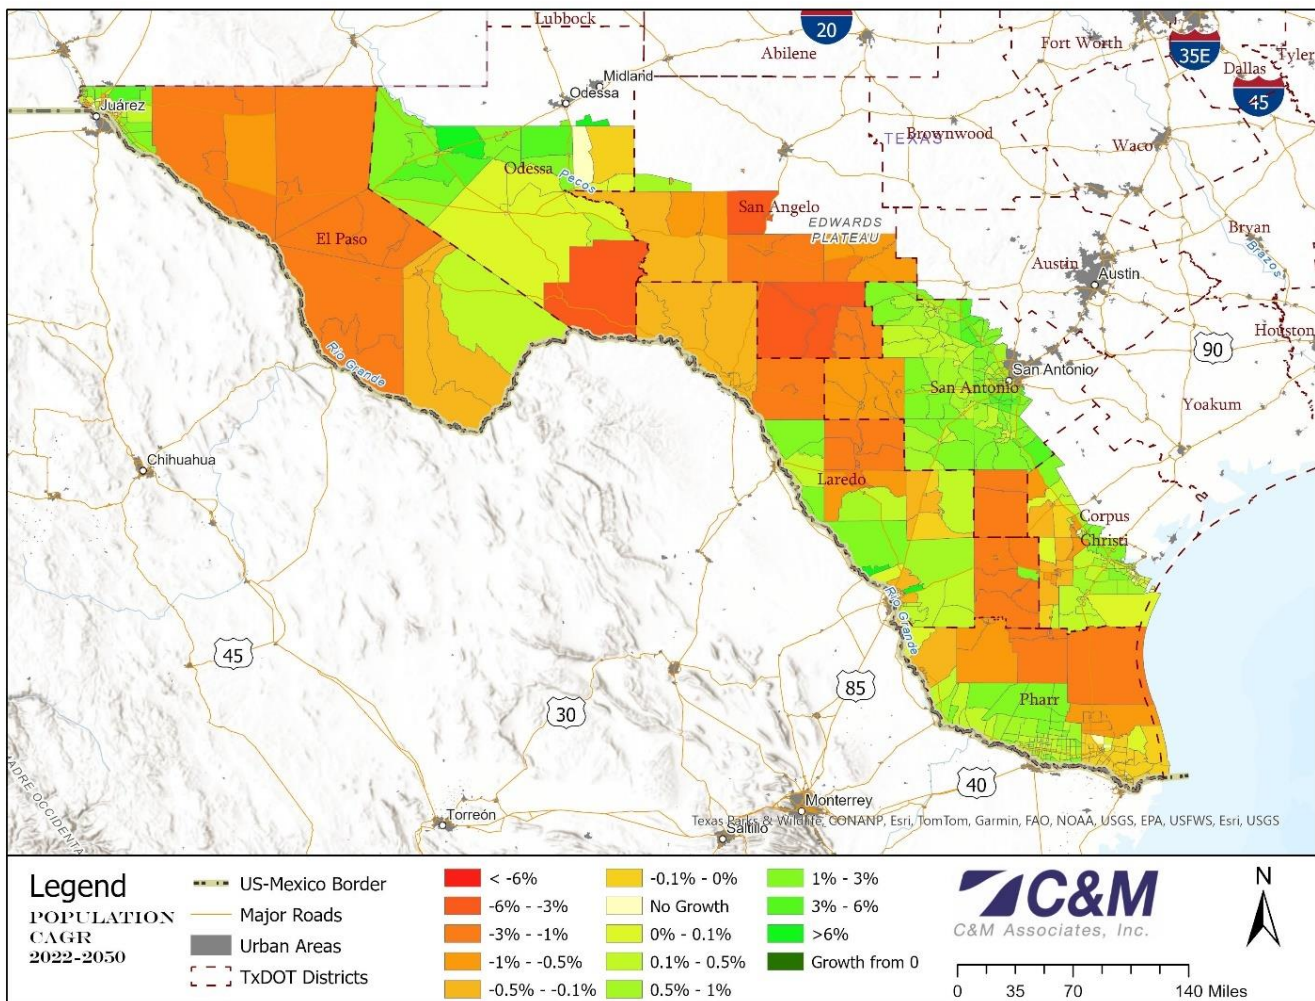 Lubbock
20
Abilene
Fort Worth
35E
Tyler
Dallas
45
Midland
Odessa
Juárez
Brownwood
TEXAS
Waco
Odessa
Pecos
San Angelo
EDWARDS
PLATEAU
Bryan
Brazos
El Paso
Austin
Austin
Houston
90
Rio Grande
San Antonio
San Antonio
Yoakum
Chihuahua
Laredo
Corpus
Christi
Rio Grande
45
85
30
Pharr
40
Monterrey
Torreón
Saltillo
Texas Parks & Wildlife, CONANP, Esri, TomTom, Garmin, FAO, NOAA, USGS, EPA, USFWS, Esri, USGS
Legend
POPULATION
CAGR
2022-2050
US-Mexico Border
Major Roads
Urban Areas
TxDOT Districts
< -6%
-6% - -3%
-3% - -1%
-1% - -0.5%
-0.5% - -0.1%
-0.1% - 0%
No Growth
0% - 0.1%
0.1% - 0.5%
0.5% - 1%
1% - 3%
3% - 6%
>6%
Growth from 0
C&M
C&M Associates, Inc.
N
0 35 70 140 Miles